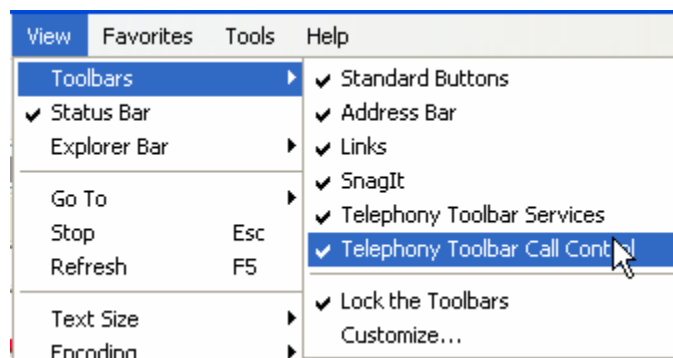 View Favorites Tools Help
Toolbars
Status Bar
Explorer Bar
Go To
Stop Esc
Refresh F5
Text Size
Encoding
Standard Buttons
Address Bar
Links
SnagIt
Telephony Toolbar Services
Telephony Toolbar Call Control
Lock the Toolbars
Customize...